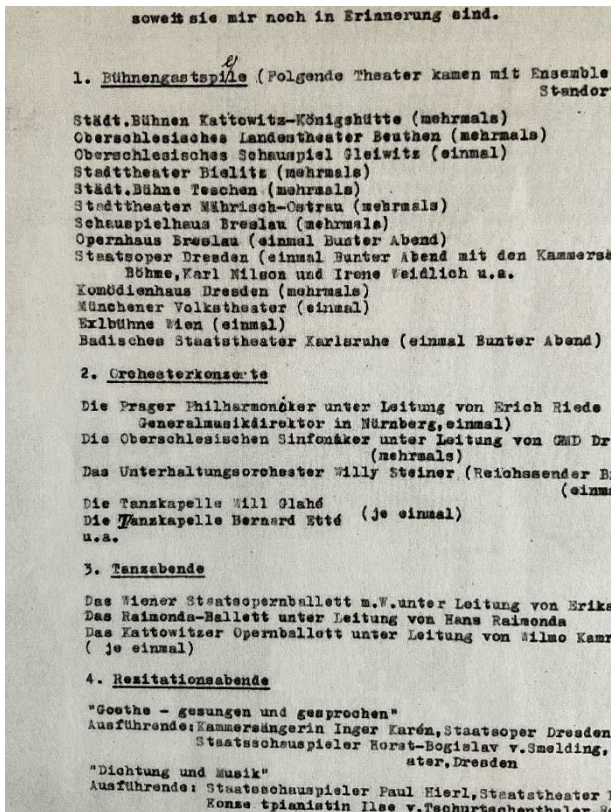 soweit sie mir noch in Erinnerung sind.
1. Bühnengastspiele (Folgende Theater kamen mit Ensemble
Standor
Städt.Bühnen Kattowitz-Königshütte (mehrmals)
Oberschlesisches Landestheater Beuthen (mehrmals)
Oberschlesisches Schauspiel Gleiwitz (einmal)
Stadttheater Bielitz (mehrmals)
Städt.Bühne Teschen (mehrmals)
Stadttheater Mährisch-Ostrau (mehrmals)
Schauspielhaus Breslau (mehrmals)
Opernhaus Breslau (einmal Bunter Abend)
Staatsoper Dresden (einmal Bunter Abend mit den Kammersä
Böhme,Karl Nilson und Irene Weidlich u.a.
Komödienhaus Dresden (mehrmals)
Münchener Volkstheater (einmal)
Exlbühne Wien (einmal)
Badisches Staatstheater Karlsruhe (einmal Bunter Abend)
2. Orchesterkonzerte
Die Prager Philharmoniker unter Leitung von Erich Riede
Generalmusikdirektor in Nürnberg,einmal)
Die Oberschlesischen Sinfoniker unter Leitung von GMD Dr
(mehrmals)
Das Unterhaltungsorchester Willy Steiner (Reichssender B
(einm
Die Tanzkapelle Will Glahé
Die Tanzkapelle Bernard Etté (je einmal)
u.a.
3. Tanzabende
Das Wiener Staatsopernballett m.W.unter Leitung von Erika
Das Raimonda-Ballett unter Leitung von Hans Raimonda
Das Kattowitzer Opernballett unter Leitung von Wilmo Kamr
( je einmal)
4. Rezitationsabende
"Goethe - gesungen und gesprochen"
Ausführende:Kammersängerin Inger Karén,Staatsoper Dresden
Staatsschauspieler Horst-Bogislav v.Smelding,
ater,Dresden
"Dichtung und Musik"
Ausführende: Staatsschauspieler Paul Hierl,Staatstheater
Konze tpianistin Ilse v.Tschurtschenthaler